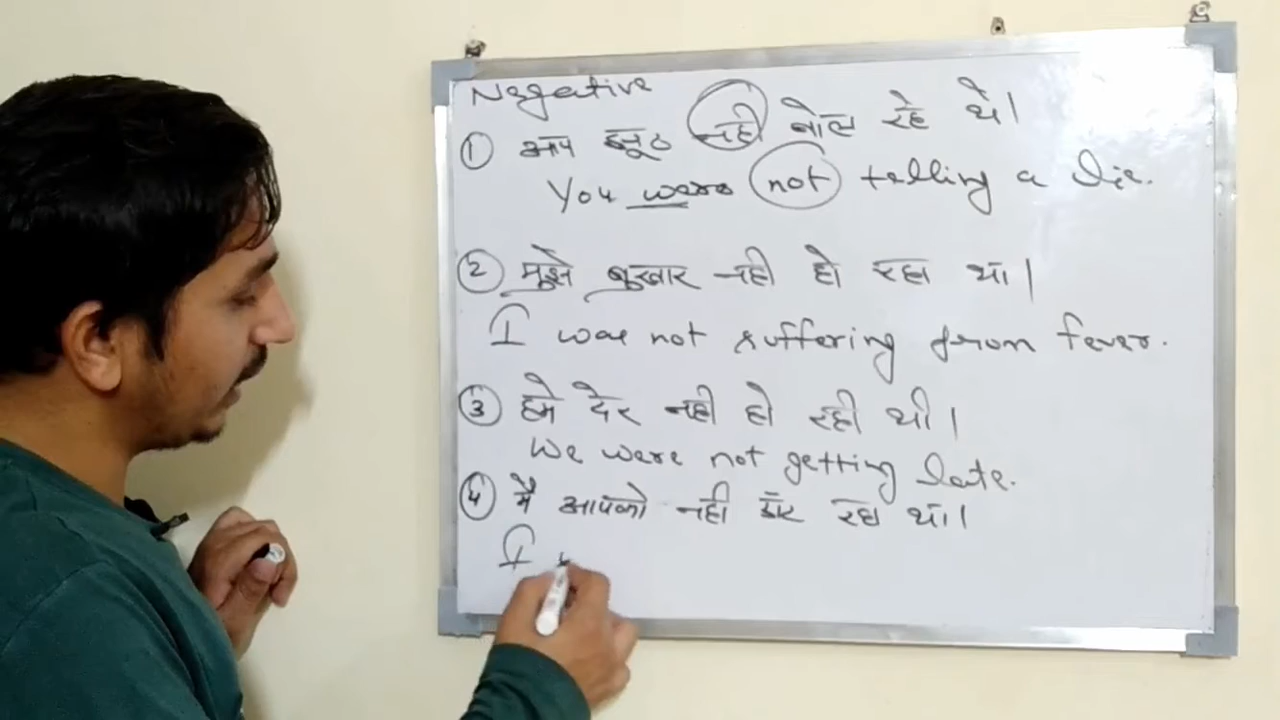 Negative
① आप झूठ नही बोल रहे थे।
You were not telling a lie.
② मुझे बुखार नही हो रहा था।
I was not suffering from fever.
③ हमे देर नही हो रही थी।
We were not getting late.
④ मै आपको नही रहा था।
I